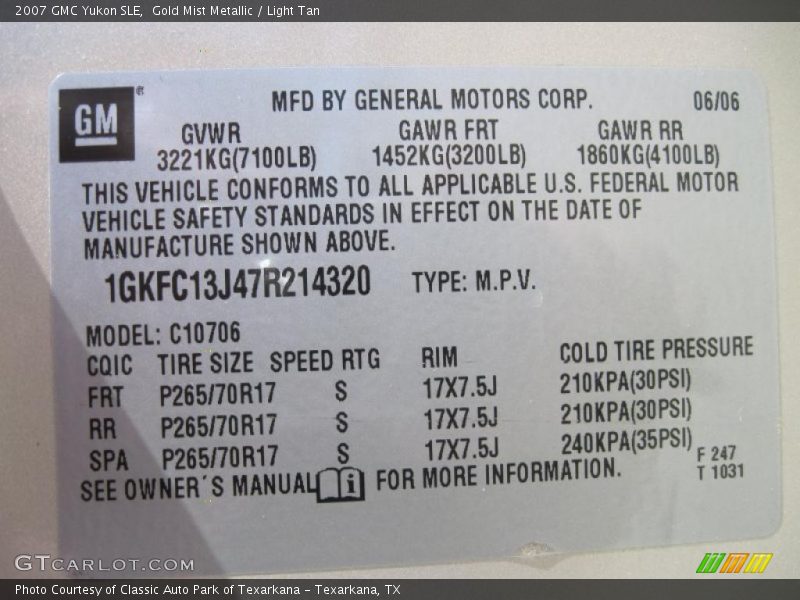 2007 GMC Yukon SLE,  Gold Mist Metallic / Light Tan
GM ®
MFD BY GENERAL MOTORS CORP. 06/06
GVWR GAWR FRT GAWR RR
3221KG(7100LB) 1452KG(3200LB) 1860KG(4100LB)
THIS VEHICLE CONFORMS TO ALL APPLICABLE U.S. FEDERAL MOTOR
VEHICLE SAFETY STANDARDS IN EFFECT ON THE DATE OF
MANUFACTURE SHOWN ABOVE.
1GKFC13J47R214320 TYPE: M.P.V.
MODEL: C10706
CQIC TIRE SIZE SPEED RTG RIM COLD TIRE PRESSURE
FRT P265/70R17 S 17X7.5J 210KPA(30PSI)
RR P265/70R17 S 17X7.5J 210KPA(30PSI)
SPA P265/70R17 S 17X7.5J 240KPA(35PSI)
F 247
T 1031
SEE OWNER´S MANUAL i FOR MORE INFORMATION.
GTCARLOT.COM
Photo Courtesy of Classic Auto Park of Texarkana – Texarkana, TX